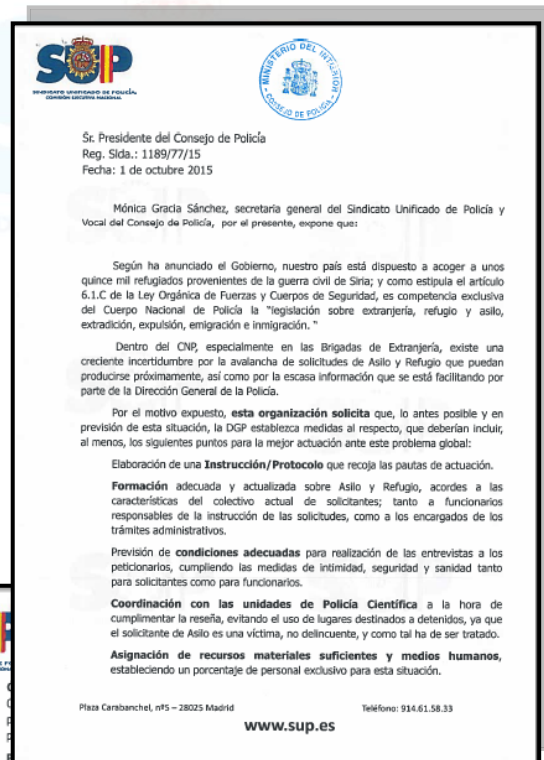 SUP
SINDICATO UNIFICADO DE POLICÍA
COMISIÓN EJECUTIVA NACIONAL
MINISTERIO DEL INTERIOR
CONSEJO DE POLICÍA
Sr. Presidente del Consejo de Policía
Reg. Slda.: 1189/77/15
Fecha: 1 de octubre 2015
Mónica Gracia Sánchez, secretaria general del Sindicato Unificado de Policía y
Vocal del Consejo de Policía, por el presente, expone que:
Según ha anunciado el Gobierno, nuestro país está dispuesto a acoger a unos
quince mil refugiados provenientes de la guerra civil de Siria; y como estipula el artículo
6.1.C de la Ley Orgánica de Fuerzas y Cuerpos de Seguridad, es competencia exclusiva
del Cuerpo Nacional de Policía la "legislación sobre extranjería, refugio y asilo,
extradición, expulsión, emigración e inmigración. "
Dentro del CNP, especialmente en las Brigadas de Extranjería, existe una
creciente incertidumbre por la avalancha de solicitudes de Asilo y Refugio que puedan
producirse próximamente, así como por la escasa información que se está facilitando por
parte de la Dirección General de la Policía.
Por el motivo expuesto, esta organización solicita que, lo antes posible y en
previsión de esta situación, la DGP establezca medidas al respecto, que deberían incluir,
al menos, los siguientes puntos para la mejor actuación ante este problema global:
Elaboración de una Instrucción/Protocolo que recoja las pautas de actuación.
Formación adecuada y actualizada sobre Asilo y Refugio, acordes a las
características del colectivo actual de solicitantes; tanto a funcionarios
responsables de la instrucción de las solicitudes, como a los encargados de los
trámites administrativos.
Previsión de condiciones adecuadas para realización de las entrevistas a los
peticionarios, cumpliendo las medidas de intimidad, seguridad y sanidad tanto
para solicitantes como para funcionarios.
Coordinación con las unidades de Policía Científica a la hora de
cumplimentar la reseña, evitando el uso de lugares destinados a detenidos, ya que
el solicitante de Asilo es una víctima, no delincuente, y como tal ha de ser tratado.
Asignación de recursos materiales suficientes y medios humanos,
estableciendo un porcentaje de personal exclusivo para esta situación.
Plaza Carabanchel, nº5 – 28025 Madrid
Teléfono: 914.61.58.33
www.sup.es